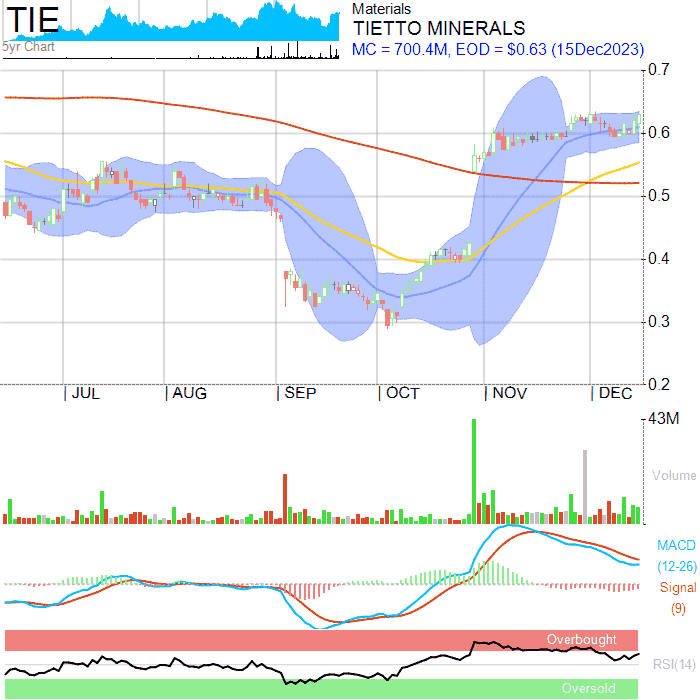 TIE
5yr Chart
Materials
TIETTO MINERALS
MC = 700.4M, EOD = $0.63 (15Dec2023)
0.7
0.6
0.5
0.4
0.3
0.2
JUL
AUG
SEP
OCT
NOV
DEC
43M
Volume
MACD
(12-26)
Signal
(9)
Overbought
RSI(14)
Oversold